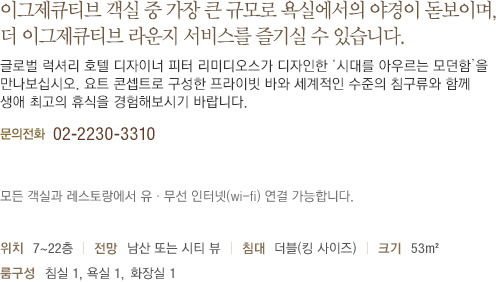 이그제큐티브 객실 중 가장 큰 규모로 욕실에서의 야경이 돋보이며,
더 이그제큐티브 라운지 서비스를 즐기실 수 있습니다.
글로벌 럭셔리 호텔 디자이너 피터 리미디오스가 디자인한 ‘시대를 아우르는 모던함’을
만나보십시오. 요트 콘셉트로 구성한 프라이빗 바와 세계적인 수준의 침구류와 함께
생애 최고의 휴식을 경험해보시기 바랍니다.
문의전화 02-2230-3310
모든 객실과 레스토랑에서 유 · 무선 인터넷(wi-fi) 연결 가능합니다.
위치 7~22층 | 전망 남산 또는 시티 뷰 | 침대 더블(킹 사이즈) | 크기 53m²
룸구성 침실 1, 욕실 1, 화장실 1